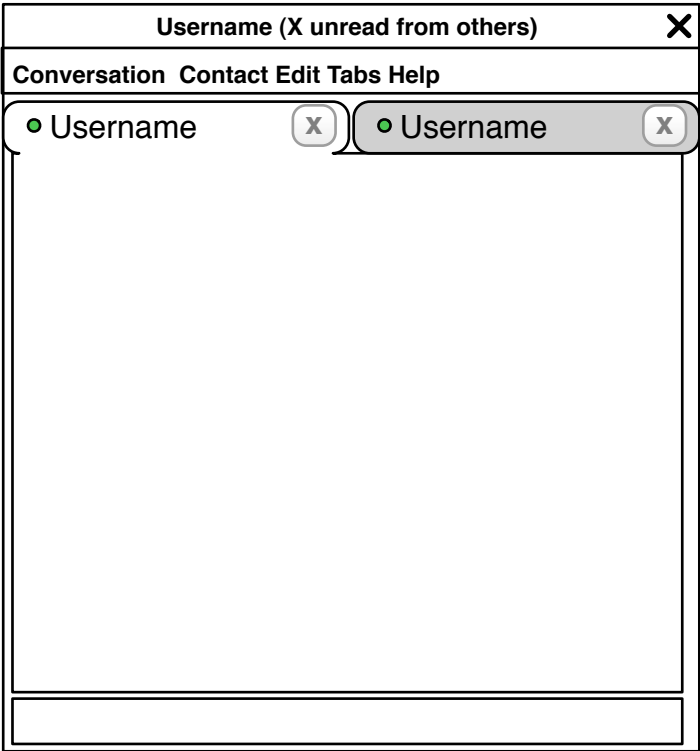 Username (X unread from others)
Conversation Contact Edit Tabs Help
Username X Username X